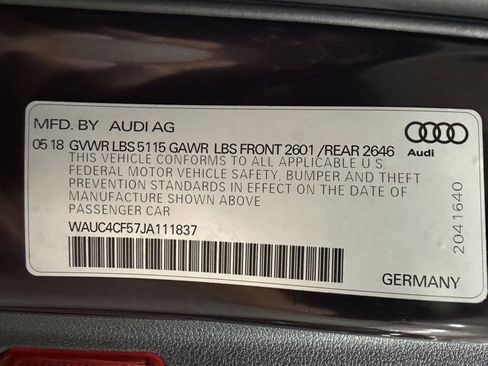 MFD. BY AUDI AG
05 18 GVWR LBS 5115 GAWR LBS FRONT 2601 /REAR 2646
THIS VEHICLE CONFORMS TO ALL APPLICABLE U.S.
FEDERAL MOTOR VEHICLE SAFETY, BUMPER AND THEFT
PREVENTION STANDARDS IN EFFECT ON THE DATE OF
MANUFACTURE SHOWN ABOVE
PASSENGER CAR
WAUC4CF57JA111837
Audi
2041640
GERMANY